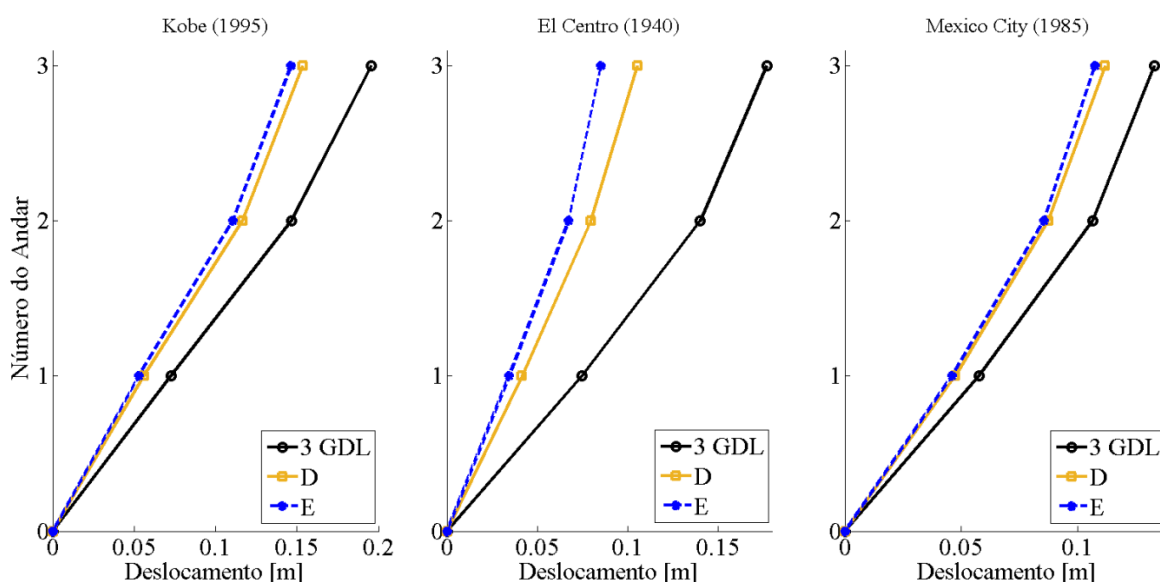 Kobe (1995)
El Centro (1940)
Mexico City (1985)
Número do Andar
3
2
1
0
3 GDL
D
E
0
0.05
0.1
0.15
0.2
Deslocamento [m]
3
2
1
0
3 GDL
D
E
0
0.05
0.1
0.15
Deslocamento [m]
3
2
1
0
3 GDL
D
E
0
0.05
0.1
Deslocamento [m]